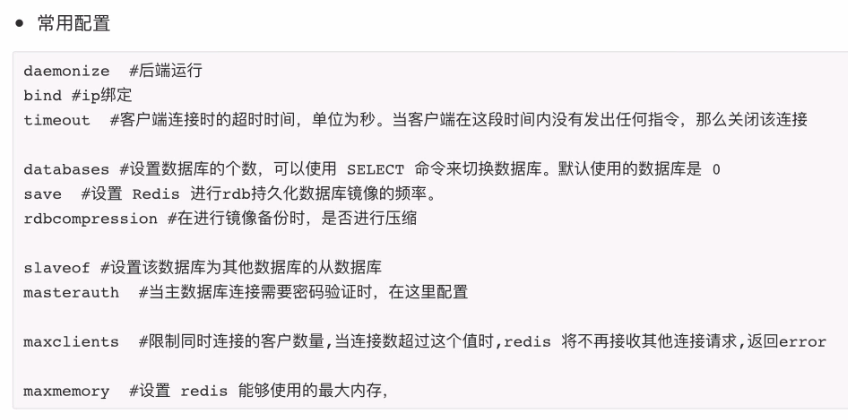 • 常用配置
daemonize  #后端运行
bind #ip绑定
timeout  #客户端连接时的超时时间，单位为秒。当客户端在这段时间内没有发出任何指令，那么关闭该连接
databases #设置数据库的个数，可以使用 SELECT 命令来切换数据库。默认使用的数据库是 0
save  #设置 Redis 进行rdb持久化数据库镜像的频率。
rdbcompression #在进行镜像备份时，是否进行压缩
slaveof #设置该数据库为其他数据库的从数据库
masterauth  #当主数据库连接需要密码验证时，在这里配置
maxclients  #限制同时连接的客户数量,当连接数超过这个值时,redis 将不再接收其他连接请求,返回error
maxmemory  #设置 redis 能够使用的最大内存,